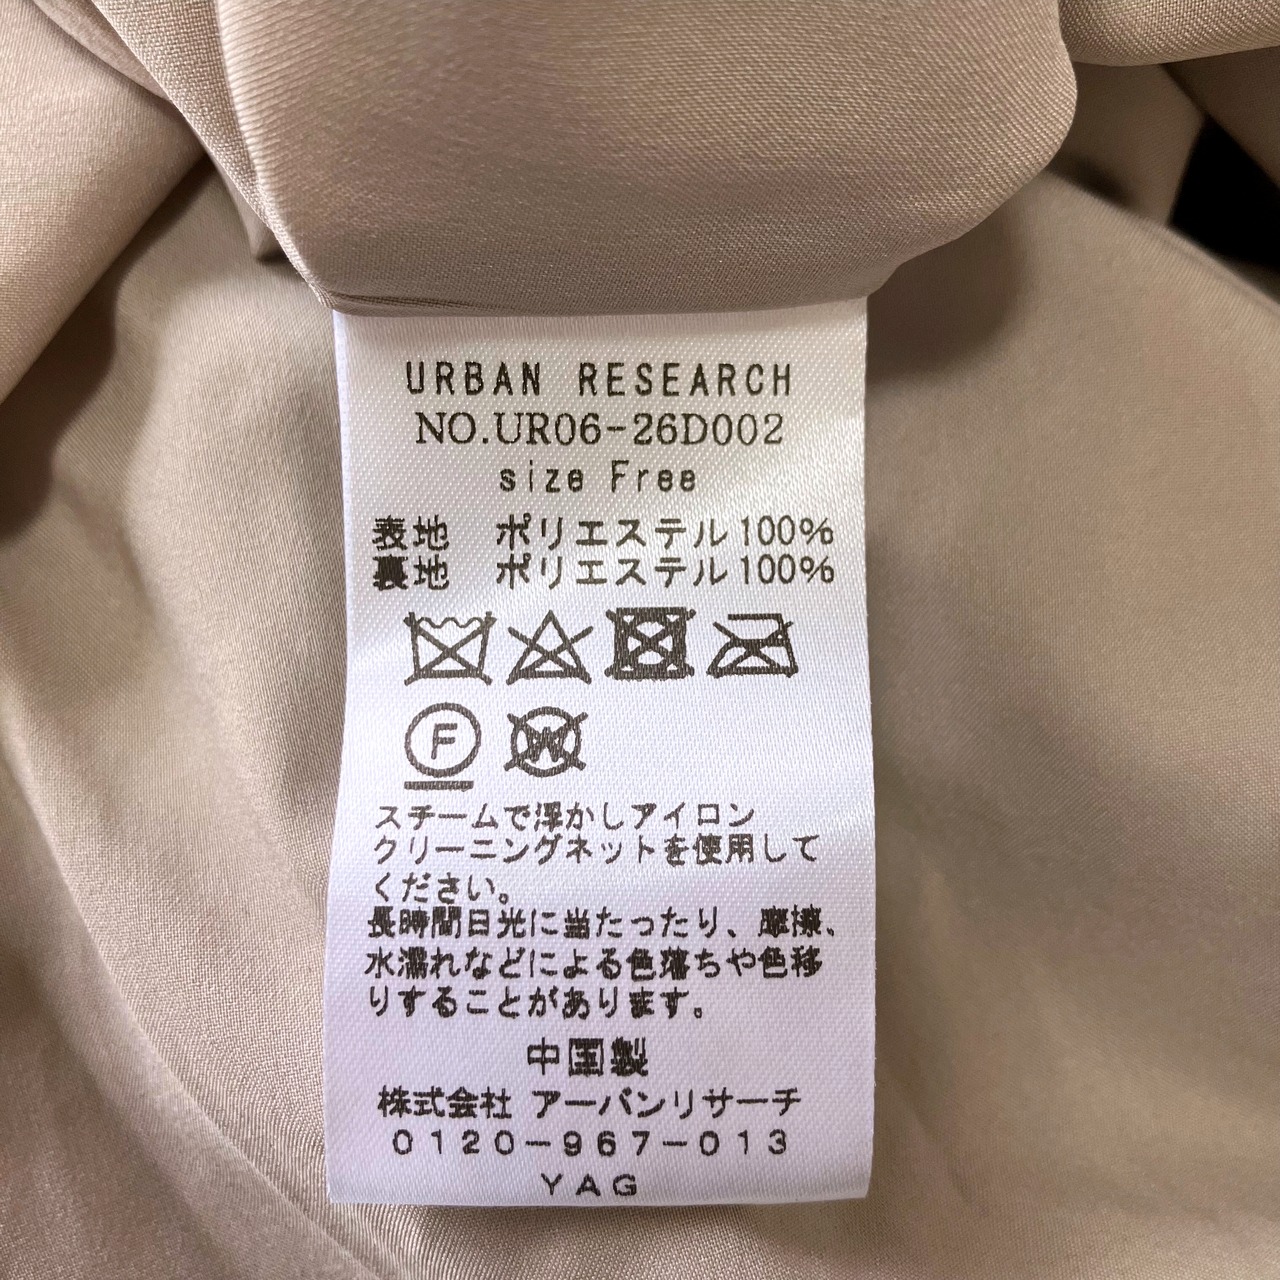 URBAN RESEARCH
NO.UR06-26D002
size Free
表地 ポリエステル100%
裏地 ポリエステル100%
F W
スチームで浮かしアイロン
クリーニングネットを使用して
ください。
長時間日光に当たったり、摩擦、
水濡れなどによる色落ちや色移
りすることがあります。
中国製
株式会社 アーバンリサーチ
0120-967-013
YAG